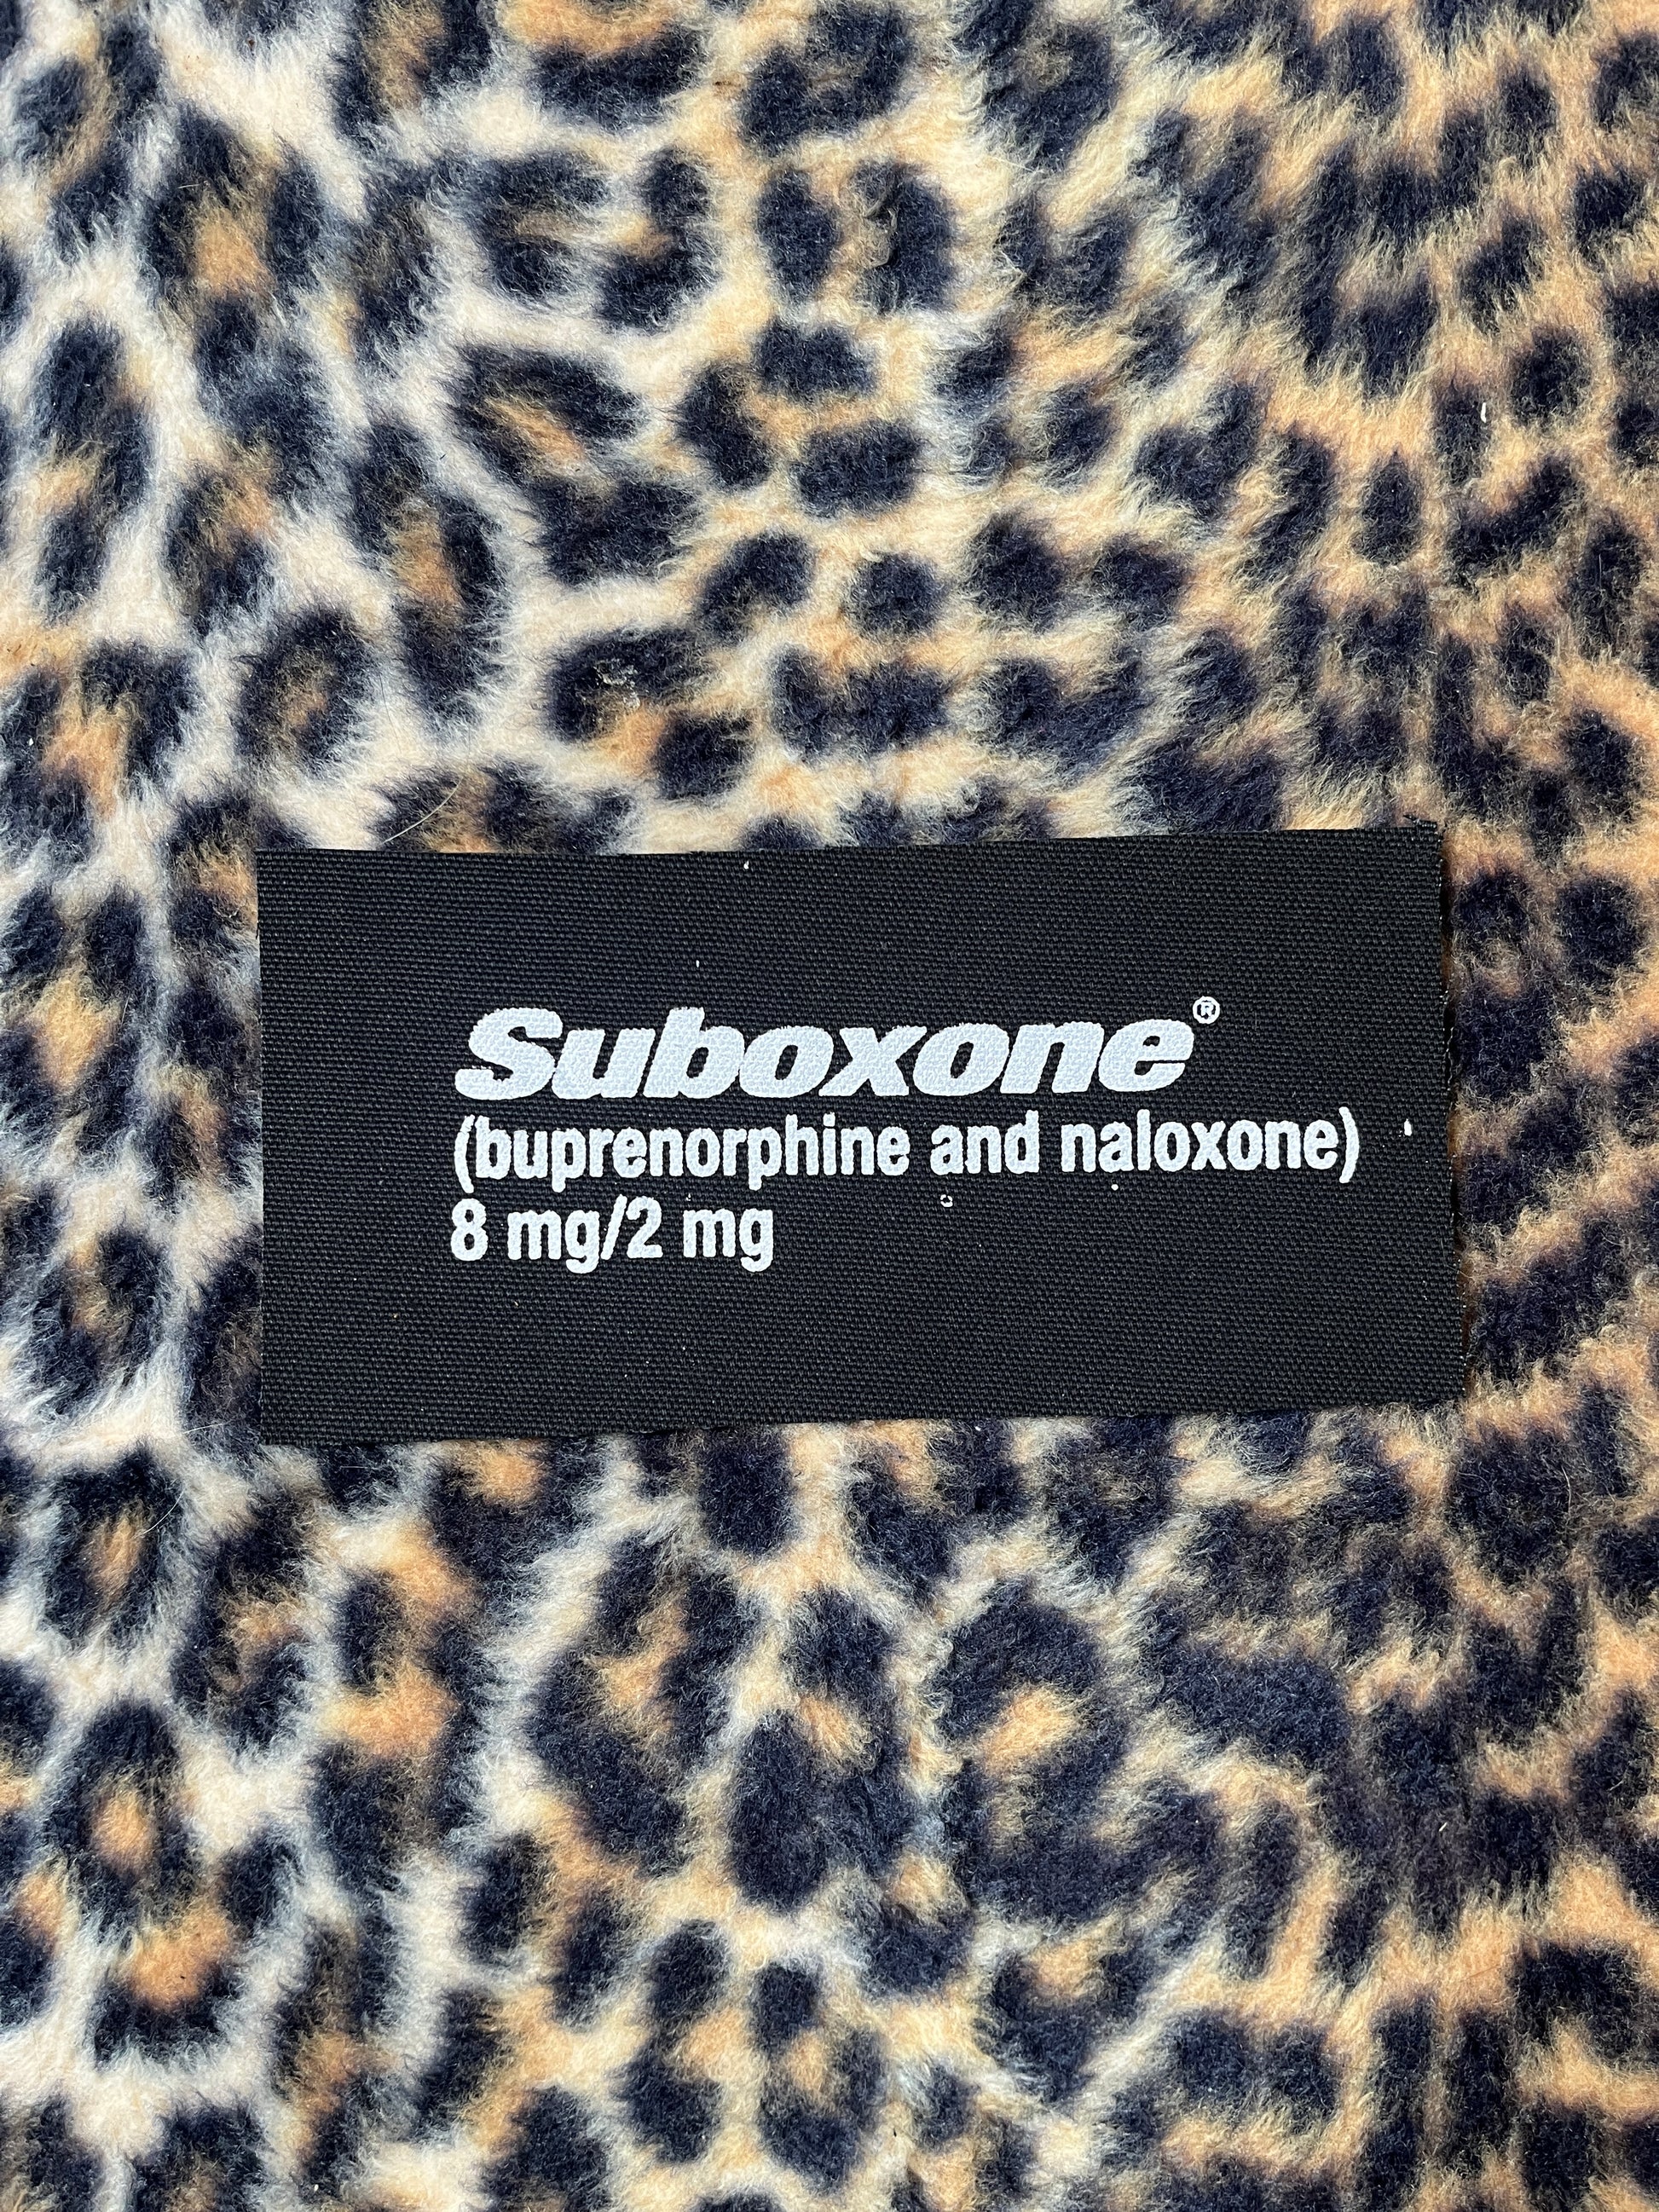 Suboxone®
(buprenorphine and naloxone)
8 mg/2 mg